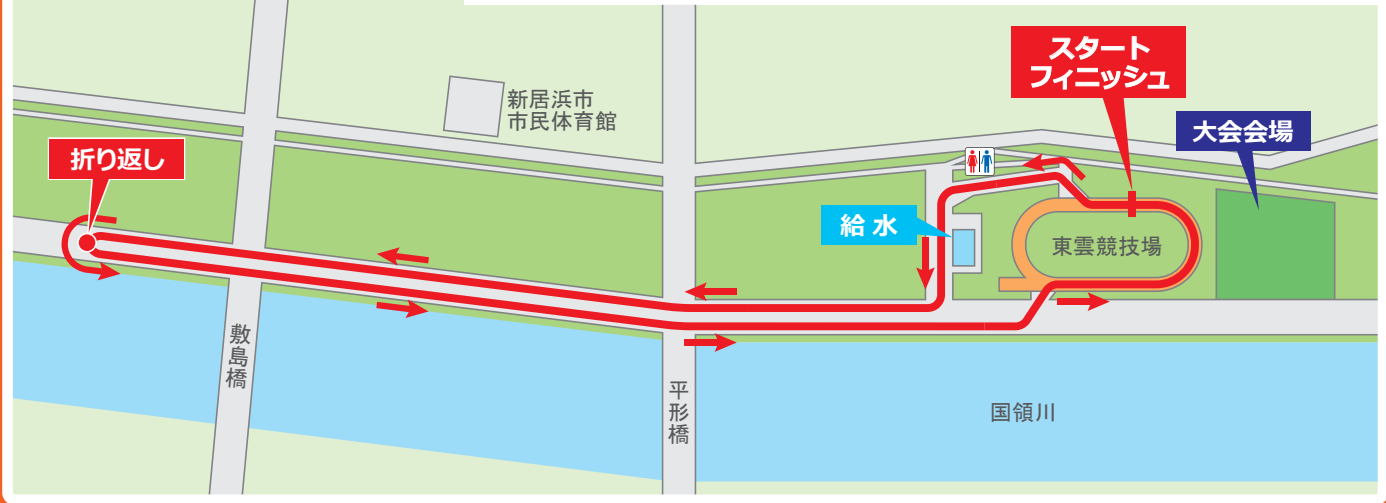 スタート
フィニッシュ
新居浜市
市民体育館
大会会場
折り返し
給水
東雲競技場
敷島橋
平形橋
国領川